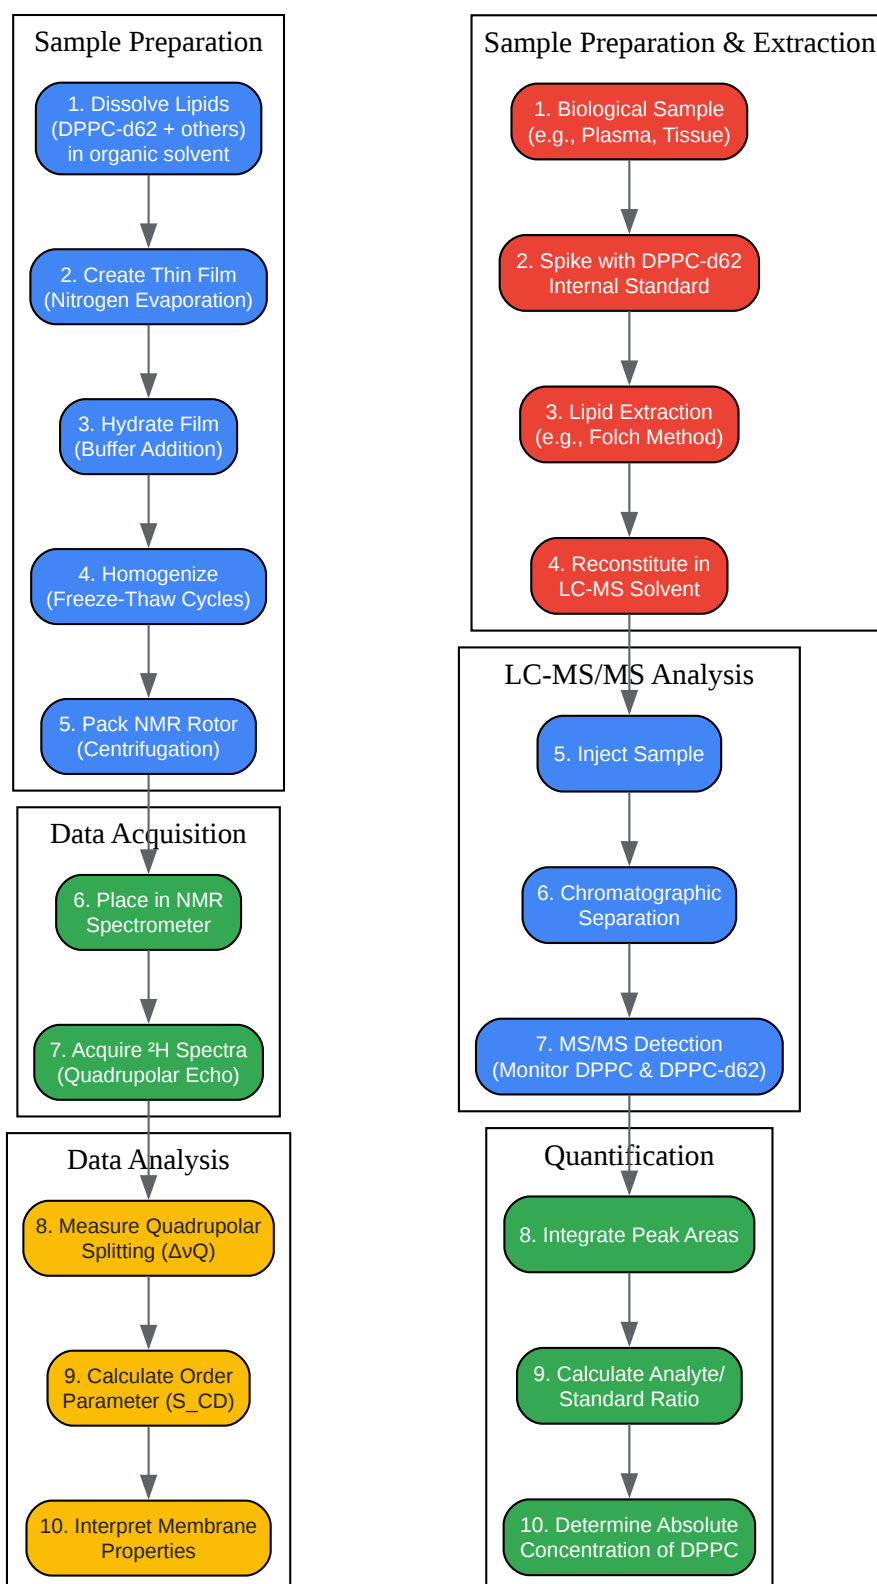 Sample Preparation
1. Dissolve Lipids
(DPPC-d62 + others)
in organic solvent
2. Create Thin Film
(Nitrogen Evaporation)
3. Hydrate Film
(Buffer Addition)
4. Homogenize
(Freeze-Thaw Cycles)
5. Pack NMR Rotor
(Centrifugation)
Data Acquisition
6. Place in NMR
Spectrometer
7. Acquire ²H Spectra
(Quadrupolar Echo)
Data Analysis
8. Measure Quadrupolar
Splitting (ΔνQ)
9. Calculate Order
Parameter (S_CD)
10. Interpret Membrane
Properties
Sample Preparation & Extraction
1. Biological Sample
(e.g., Plasma, Tissue)
2. Spike with DPPC-d62
Internal Standard
3. Lipid Extraction
(e.g., Folch Method)
4. Reconstitute in
LC-MS Solvent
LC-MS/MS Analysis
5. Inject Sample
6. Chromatographic
Separation
7. MS/MS Detection
(Monitor DPPC & DPPC-d62)
Quantification
8. Integrate Peak Areas
9. Calculate Analyte/
Standard Ratio
10. Determine Absolute
Concentration of DPPC